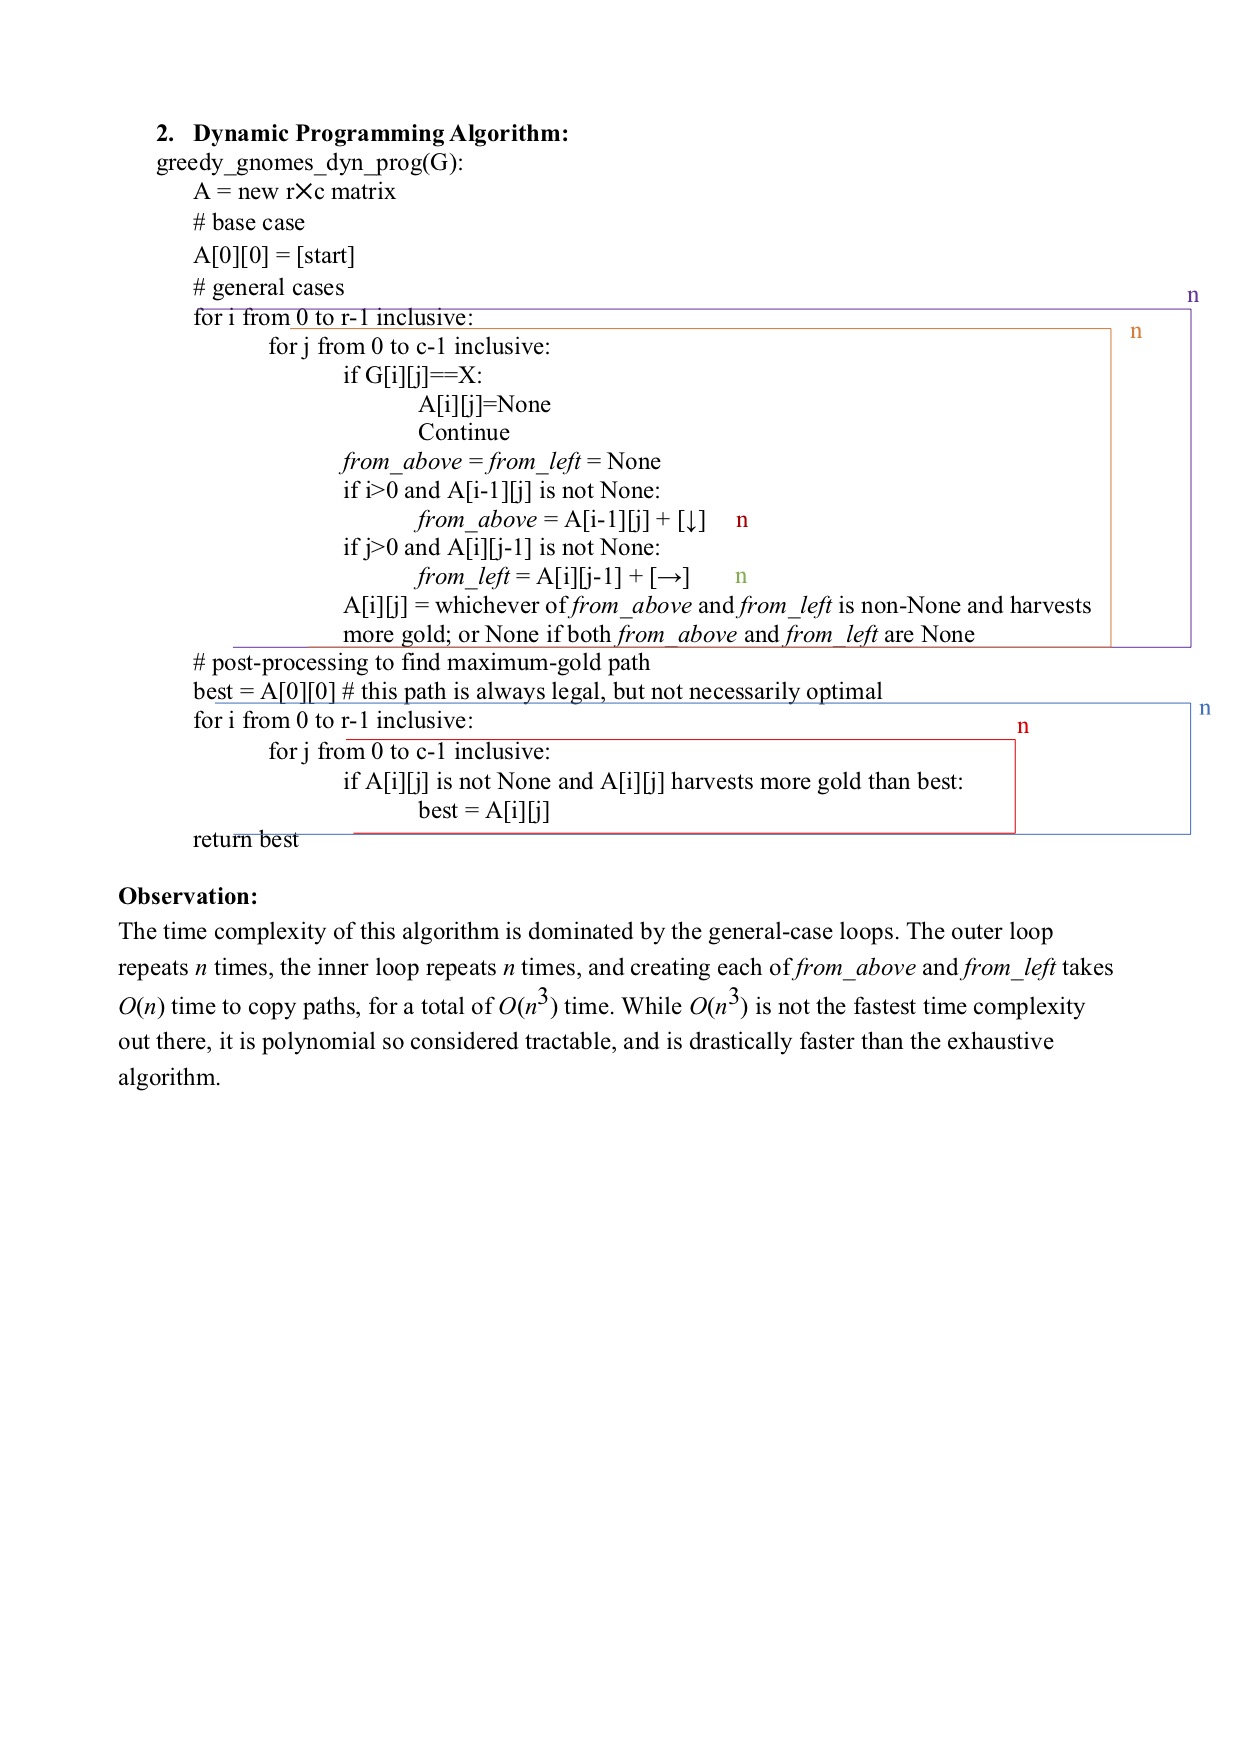 2. Dynamic Programming Algorithm:
greedy_gnomes_dyn_prog(G):
A = new r✕c matrix
# base case
A[0][0] = [start]
# general cases
n
for i from 0 to r-1 inclusive:
n
for j from 0 to c-1 inclusive:
if G[i][j]==X:
A[i][j]=None
Continue
from_above = from_left = None
if i>0 and A[i-1][j] is not None:
from_above = A[i-1][j] + [↓] n
if j>0 and A[i][j-1] is not None:
from_left = A[i][j-1] + [→] n
A[i][j] = whichever of from_above and from_left is non-None and harvests
more gold; or None if both from_above and from_left are None
# post-processing to find maximum-gold path
best = A[0][0] # this path is always legal, but not necessarily optimal
n
for i from 0 to r-1 inclusive:
n
for j from 0 to c-1 inclusive:
if A[i][j] is not None and A[i][j] harvests more gold than best:
best = A[i][j]
return best
Observation:
The time complexity of this algorithm is dominated by the general-case loops. The outer loop
repeats n times, the inner loop repeats n times, and creating each of from_above and from_left takes
O(n) time to copy paths, for a total of O(n³) time. While O(n³) is not the fastest time complexity
out there, it is polynomial so considered tractable, and is drastically faster than the exhaustive
algorithm.